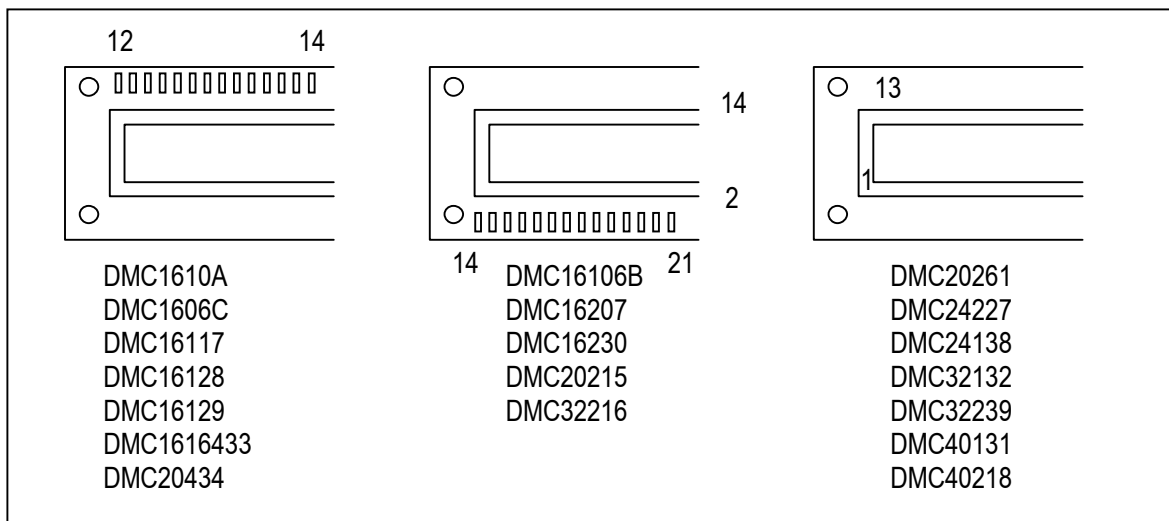 12 14
DMC1610A
DMC1606C
DMC16117
DMC16128
DMC16129
DMC1616433
DMC20434
14
2
14 21
DMC16106B
DMC16207
DMC16230
DMC20215
DMC32216
13
1
DMC20261
DMC24227
DMC24138
DMC32132
DMC32239
DMC40131
DMC40218